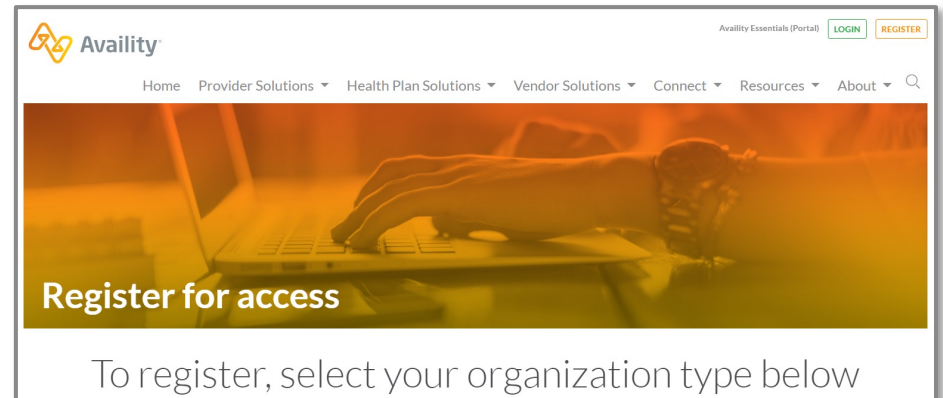 Availity
Availity Essentials (Portal) LOGIN REGISTER
Home Provider Solutions Health Plan Solutions Vendor Solutions Connect Resources About
Register for access
To register, select your organization type below